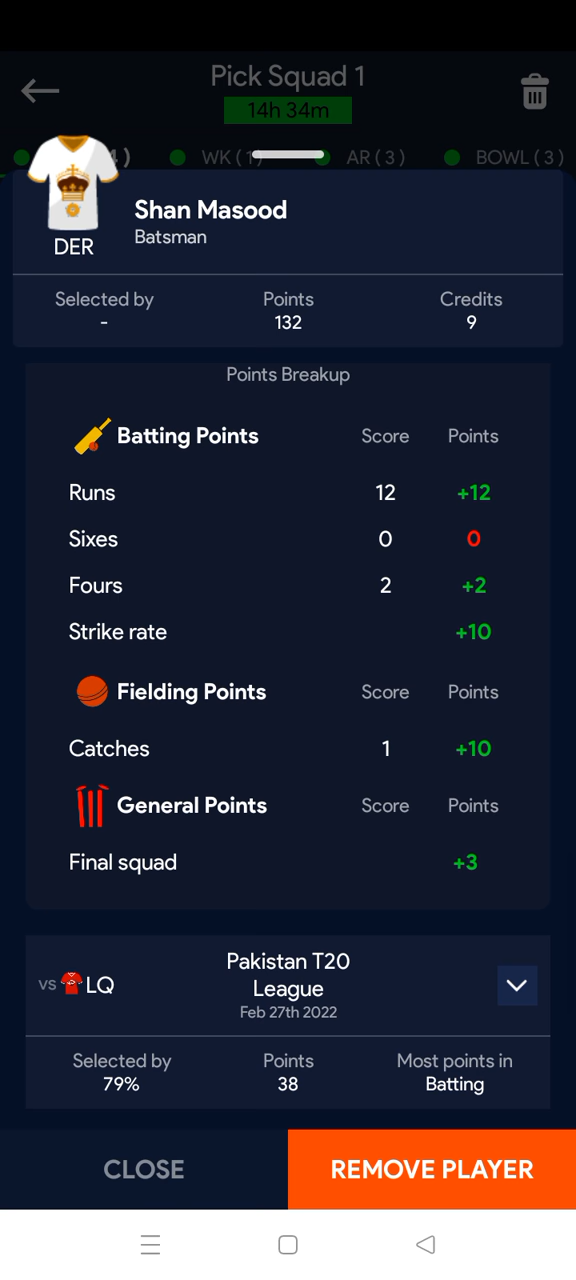 Pick Squad 1
14h 34m
4) WK ( 1) AR ( 3 ) BOWL ( 3 )
DER
Shan Masood
Batsman
Selected by Points Credits
- 132 9
Points Breakup
Batting Points Score Points
Runs 12 +12
Sixes 0 0
Fours 2 +2
Strike rate +10
Fielding Points Score Points
Catches 1 +10
General Points Score Points
Final squad +3
vs LQ
Pakistan T20
League
Feb 27th 2022
Selected by Points Most points in
79% 38 Batting
CLOSE REMOVE PLAYER